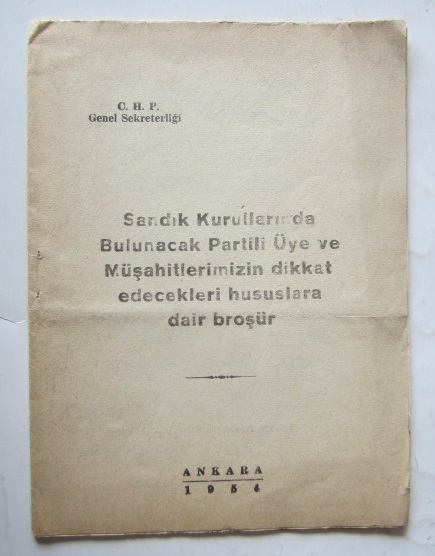 C. H. P.
Genel Sekreterliği
Sandık Kurullarında
Bulunacak Partili Üye ve
Müşahitlerimizin dikkat
edecekleri hususlara
dair broşür
ANKARA
1954